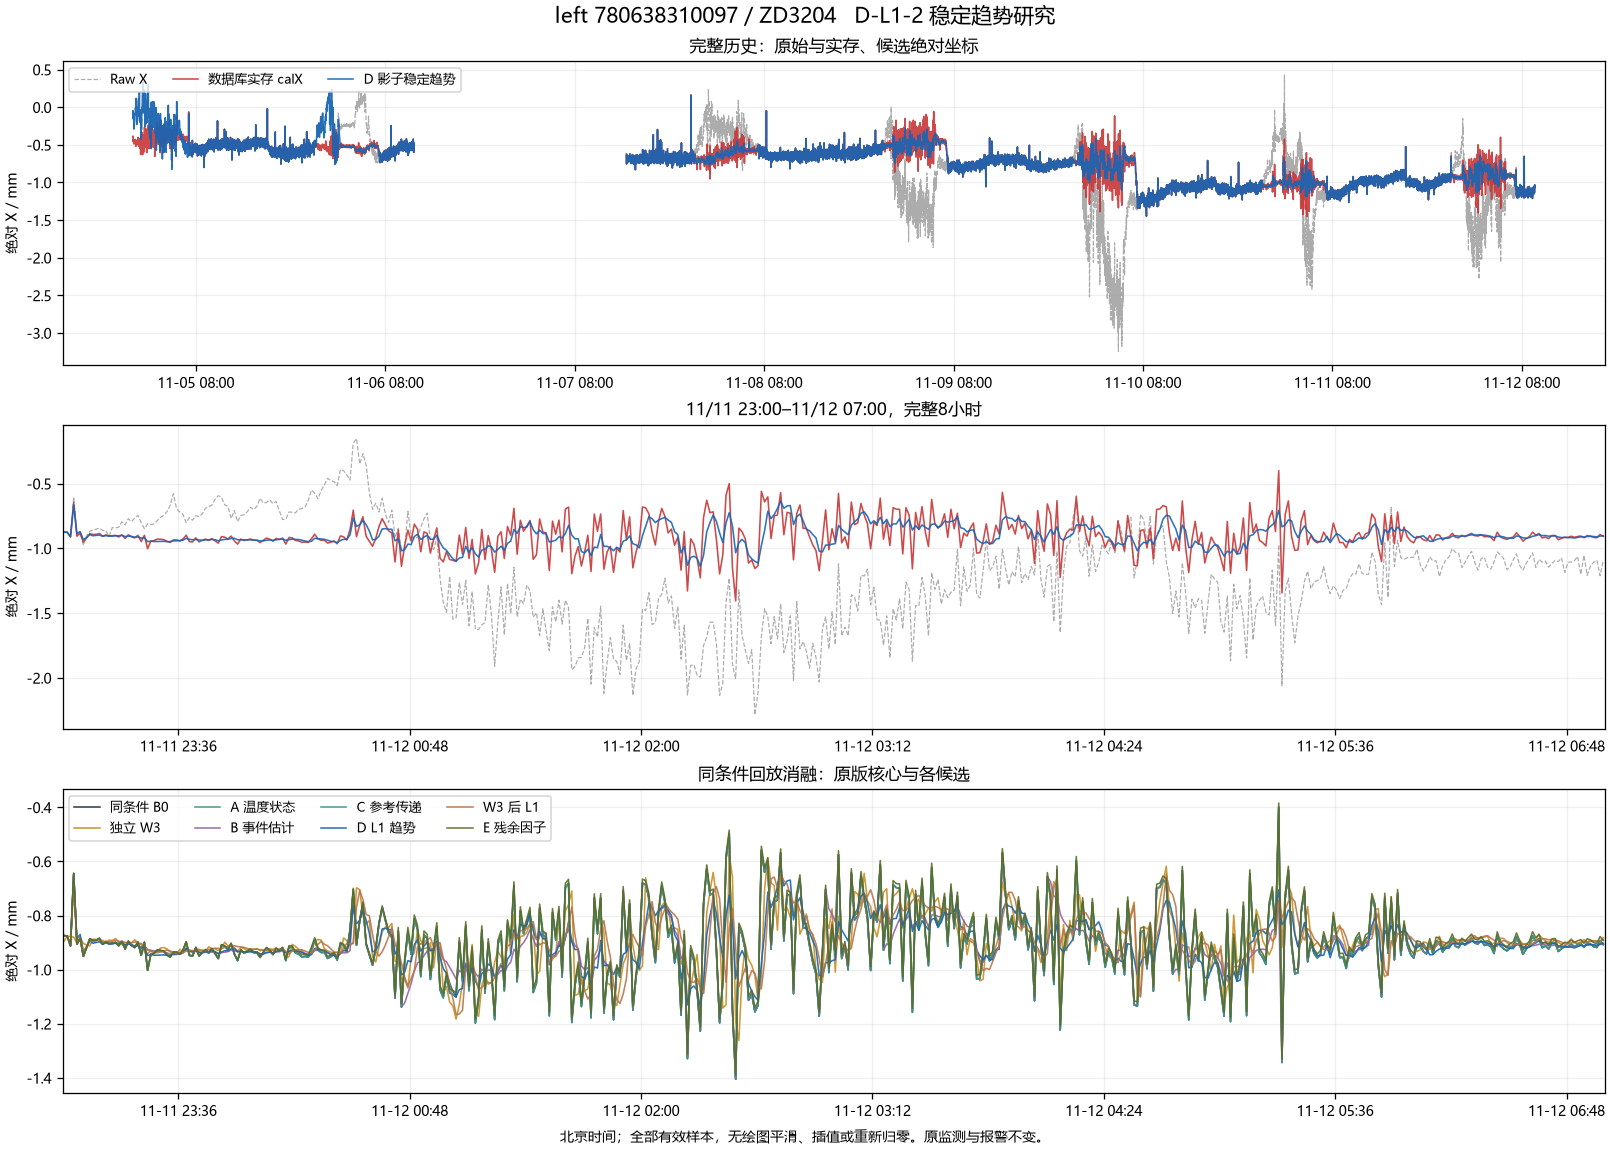 left 780638310097 / ZD3204   D-L1-2 稳定趋势研究
完整历史：原始与实存、候选绝对坐标
Raw X   数据库实存 calX   D 影子稳定趋势
绝对 X / mm
0.5
0.0
-0.5
-1.0
-1.5
-2.0
-2.5
-3.0
11-05 08:00   11-06 08:00   11-07 08:00   11-08 08:00   11-09 08:00   11-10 08:00   11-11 08:00   11-12 08:00
11/11 23:00–11/12 07:00，完整8小时
绝对 X / mm
-0.5
-1.0
-1.5
-2.0
11-11 23:36   11-12 00:48   11-12 02:00   11-12 03:12   11-12 04:24   11-12 05:36   11-12 06:48
同条件回放消融：原版核心与各候选
同条件 B0   A 温度状态   C 参考传递   W3 后 L1
独立 W3   B 事件估计   D L1 趋势   E 残余因子
绝对 X / mm
-0.4
-0.6
-0.8
-1.0
-1.2
-1.4
11-11 23:36   11-12 00:48   11-12 02:00   11-12 03:12   11-12 04:24   11-12 05:36   11-12 06:48
北京时间；全部有效样本，无绘图平滑、插值或重新归零。原监测与报警不变。